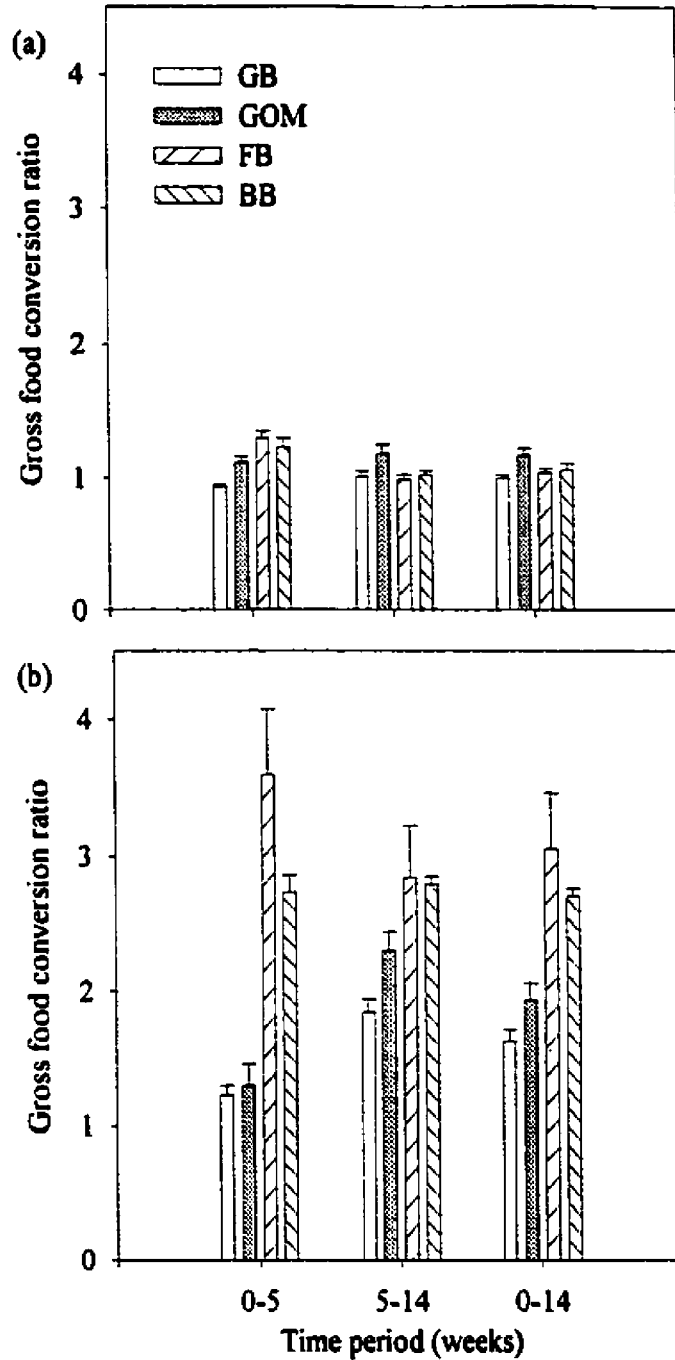 (a)
4
3
2
1
0
Gross food conversion ratio
GB
GOM
FB
BB
(b)
4
3
2
1
0
Gross food conversion ratio
0-5 5-14 0-14
Time period (weeks)